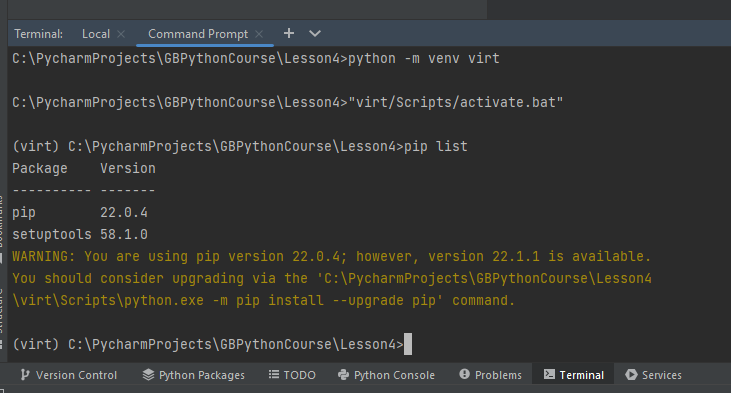 Terminal: Local × Command Prompt × +
C:\PycharmProjects\GBPythonCourse\Lesson4>python -m venv virt
C:\PycharmProjects\GBPythonCourse\Lesson4>"virt/Scripts/activate.bat"
(virt) C:\PycharmProjects\GBPythonCourse\Lesson4>pip list
Package    Version
---------- -------
pip        22.0.4
setuptools 58.1.0
WARNING: You are using pip version 22.0.4; however, version 22.1.1 is available.
You should consider upgrading via the 'C:\PycharmProjects\GBPythonCourse\Lesson4
\virt\Scripts\python.exe -m pip install --upgrade pip' command.
(virt) C:\PycharmProjects\GBPythonCourse\Lesson4>
Version Control Python Packages TODO Python Console Problems Terminal Services